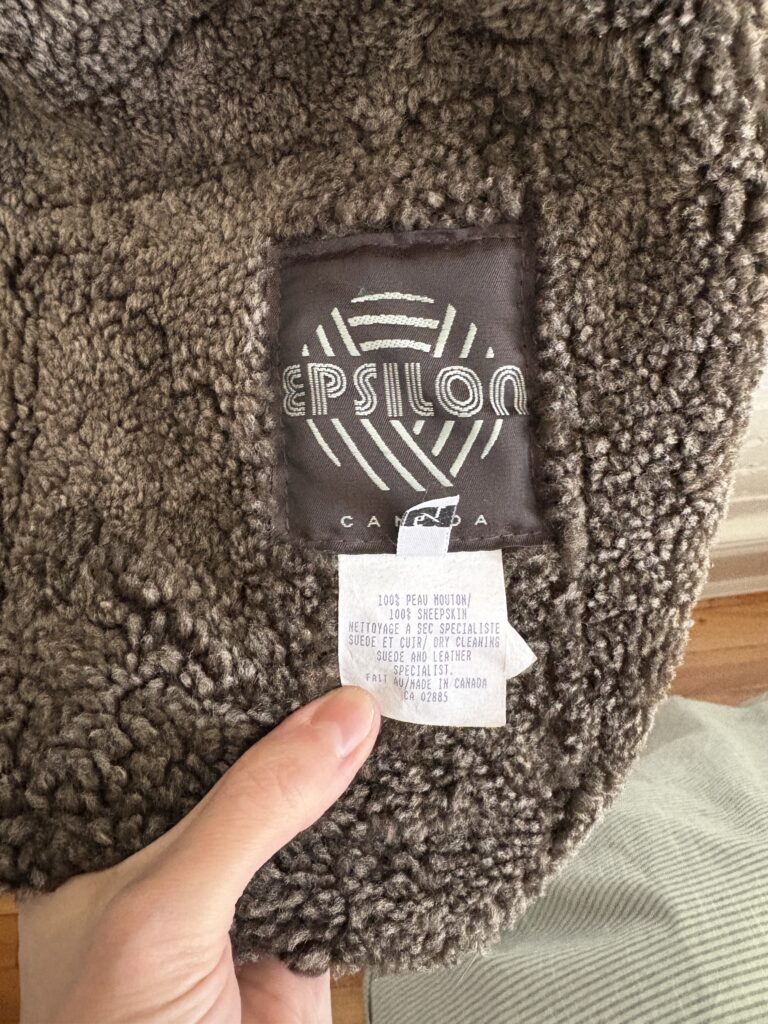 EPSILON
CANADA
100% PEAU MOUTON/
100% SHEEPSKIN
NETTOYAGE A SEC SPECIALISTE
SUEDE ET CUIR/ DRY CLEANING
SUEDE AND LEATHER
SPECIALIST.
FAIT AU/MADE IN CANADA
CA 02885